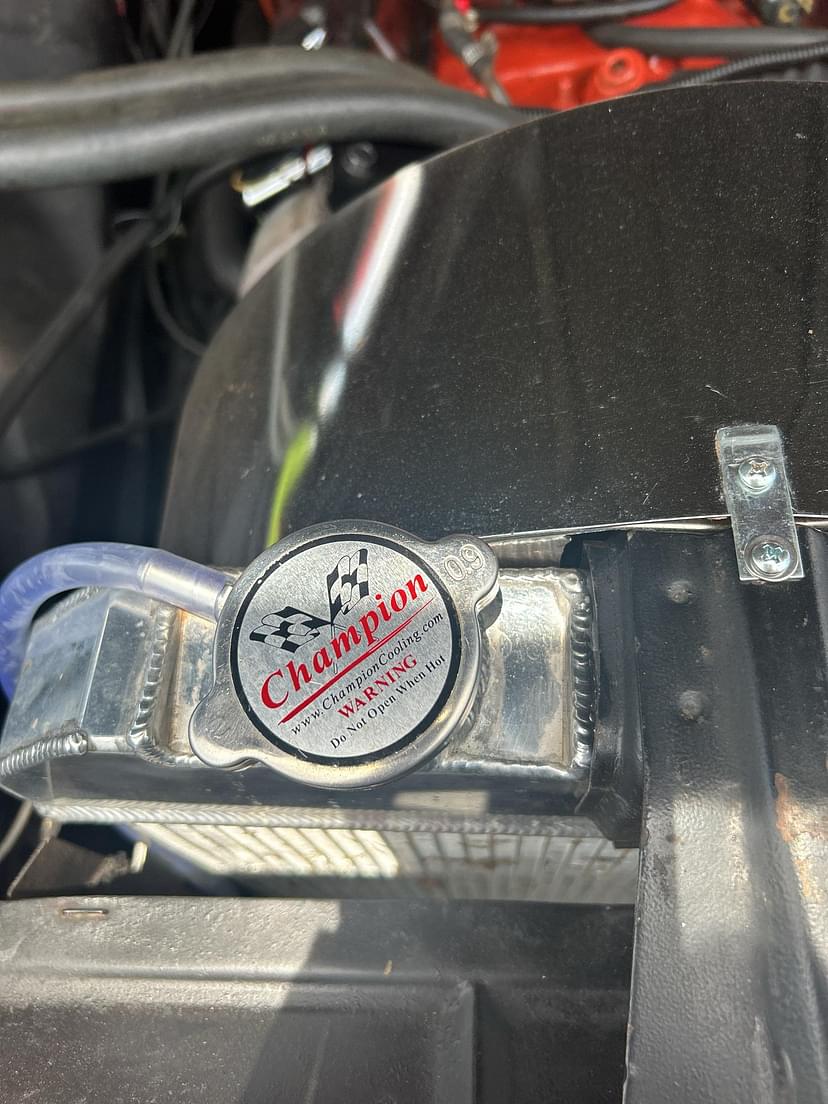 0.9
Champion
www.ChampionCooling.com
WARNING
Do Not Open When Hot